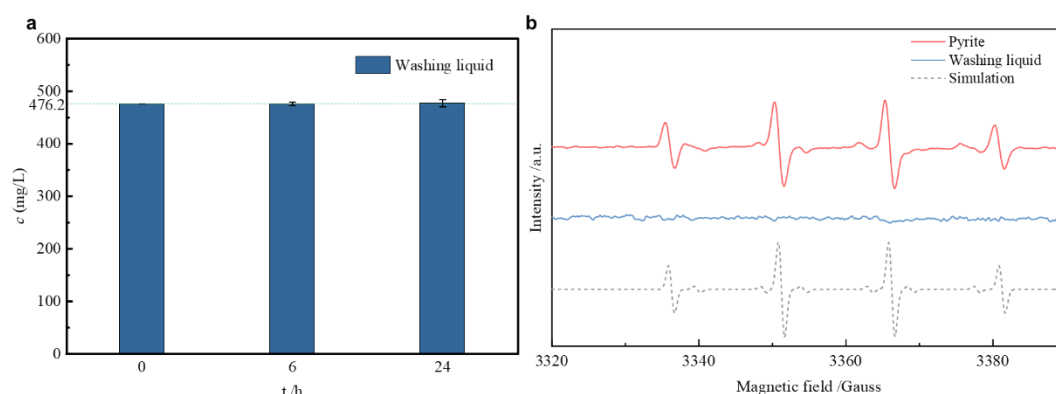 a
600
500
476.2
400
300
200
100
0
c (mg/L)
Washing liquid
0 6 24
t /h
b
Pyrite
Washing liquid
Simulation
Intensity /a.u.
3320 3340 3360 3380
Magnetic field /Gauss